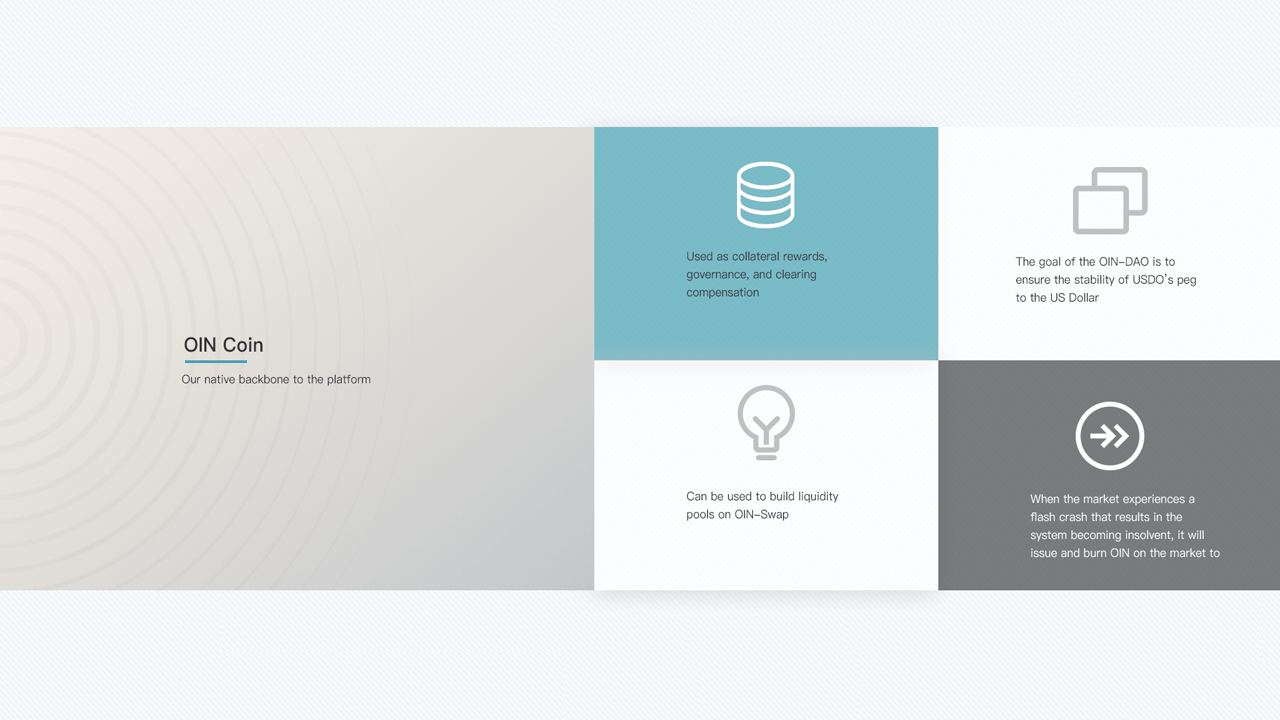 OIN Coin
Our native backbone to the platform
Used as collateral rewards,
governance, and clearing
compensation
The goal of the OIN-DAO is to
ensure the stability of USDO's peg
to the US Dollar
Can be used to build liquidity
pools on OIN-Swap
When the market experiences a
flash crash that results in the
system becoming insolvent, it will
issue and burn OIN on the market to